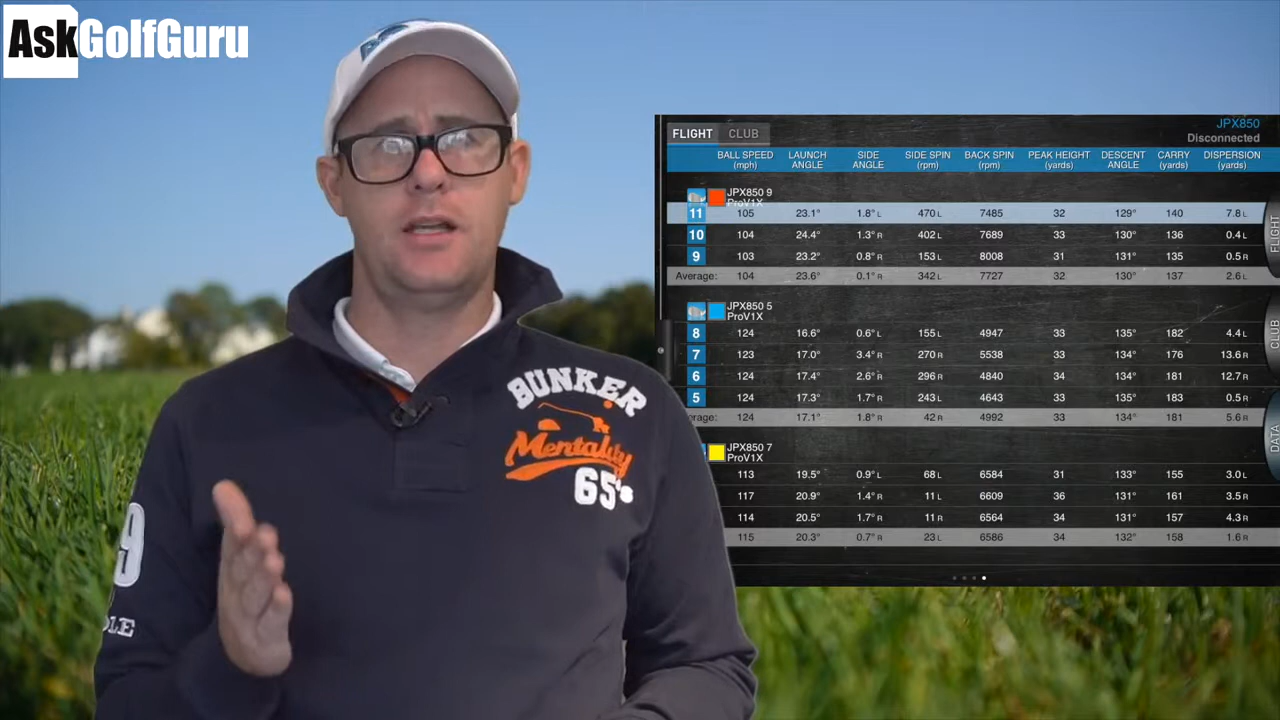 AskGolfGuru
BUNKER
Mentality
65's
9
OLE
JPX850
Disconnected
FLIGHT CLUB
BALL SPEED (mph) LAUNCH ANGLE SIDE ANGLE SIDE SPIN (rpm) BACK SPIN (rpm) PEAK HEIGHT (yards) DESCENT ANGLE CARRY (yards) DISPERSION (yards)
JPX850 9
ProV1X
11 105 23.1° 1.8° L 470 L 7485 32 129° 140 7.8 L
10 104 24.4° 1.3° R 402 L 7689 33 130° 136 0.4 L
9 103 23.2° 0.8° R 153 L 8008 31 131° 135 0.5 R
Average: 104 23.6° 0.1° R 342 L 7727 32 130° 137 2.6 L
JPX850 5
ProV1X
8 124 16.6° 0.6° L 155 L 4947 33 135° 182 4.4 L
7 123 17.0° 3.4° R 270 R 5538 33 134° 176 13.6 R
6 124 17.4° 2.6° R 296 R 4840 34 134° 181 12.7 R
5 124 17.3° 1.7° R 243 L 4643 33 135° 183 0.5 R
erage: 124 17.1° 1.8° R 42 R 4992 33 134° 181 5.6 R
JPX850 7
ProV1X
113 19.5° 0.9° L 68 L 6584 31 133° 155 3.0 L
117 20.9° 1.4° R 11 L 6609 36 131° 161 3.5 R
114 20.5° 1.7° R 11 R 6564 34 131° 157 4.3 R
115 20.3° 0.7° R 23 L 6586 34 132° 158 1.6 R
FLIGHT
CLUB
DATA